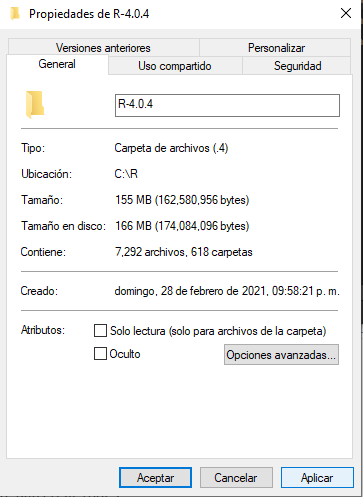 Propiedades de R-4.0.4
Versiones anteriores Personalizar
General Uso compartido Seguridad
R-4.0.4
Tipo: Carpeta de archivos (.4)
Ubicación: C:\R
Tamaño: 155 MB (162,580,956 bytes)
Tamaño en disco: 166 MB (174,084,096 bytes)
Contiene: 7,292 archivos, 618 carpetas
Creado: domingo, 28 de febrero de 2021, 09:58:21 p. m.
Atributos: Solo lectura (solo para archivos de la carpeta)
Oculto Opciones avanzadas...
Aceptar Cancelar Aplicar